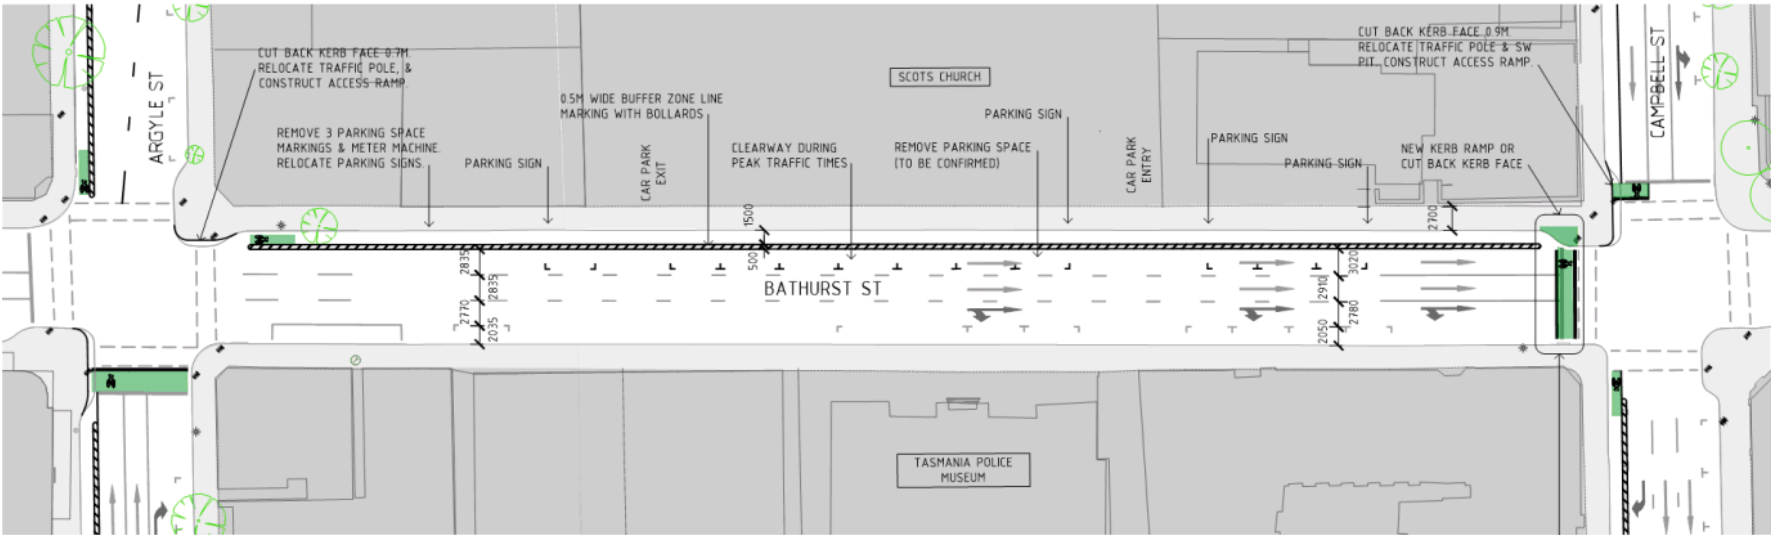 CUT BACK KERB FACE 0.7M.
RELOCATE TRAFFIC POLE, &
CONSTRUCT ACCESS RAMP.
ARGYLE ST
REMOVE 3 PARKING SPACE
MARKINGS & METER MACHINE.
RELOCATE PARKING SIGNS.
PARKING SIGN
0.5M WIDE BUFFER ZONE LINE
MARKING WITH BOLLARDS
CAR PARK
EXIT
CLEARWAY DURING
PEAK TRAFFIC TIMES
SCOTS CHURCH
REMOVE PARKING SPACE
(TO BE CONFIRMED)
PARKING SIGN
CAR PARK
ENTRY
PARKING SIGN
PARKING SIGN
CUT BACK KERB FACE 0.9M
RELOCATE TRAFFIC POLE & SW
PIT, CONSTRUCT ACCESS RAMP.
NEW KERB RAMP OR
CUT BACK KERB FACE
CAMPBELL ST
1500
500
2700
2835
2835
2770
2035
BATHURST ST
3020
2910
2780
2050
TASMANIA POLICE
MUSEUM